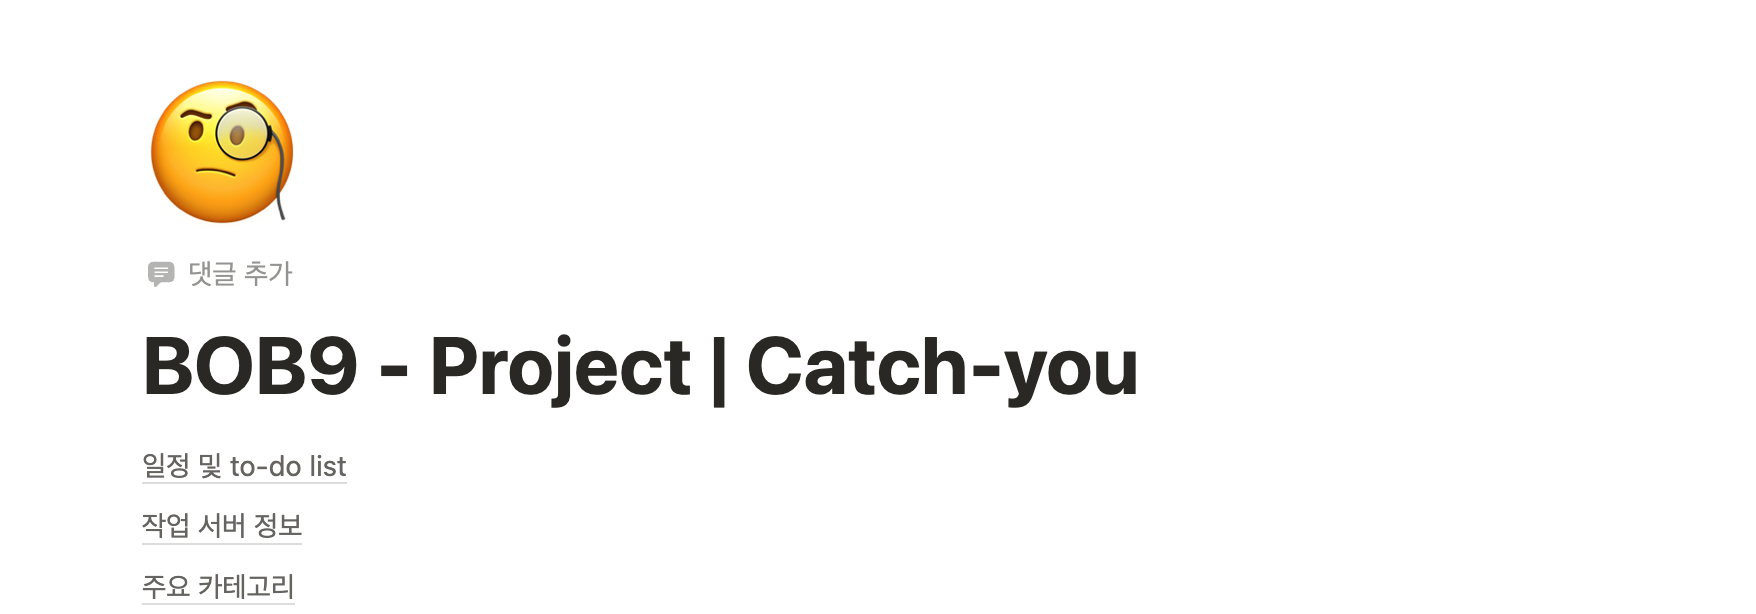 댓글 추가
BOB9 - Project | Catch-you
일정 및 to-do list
작업 서버 정보
주요 카테고리